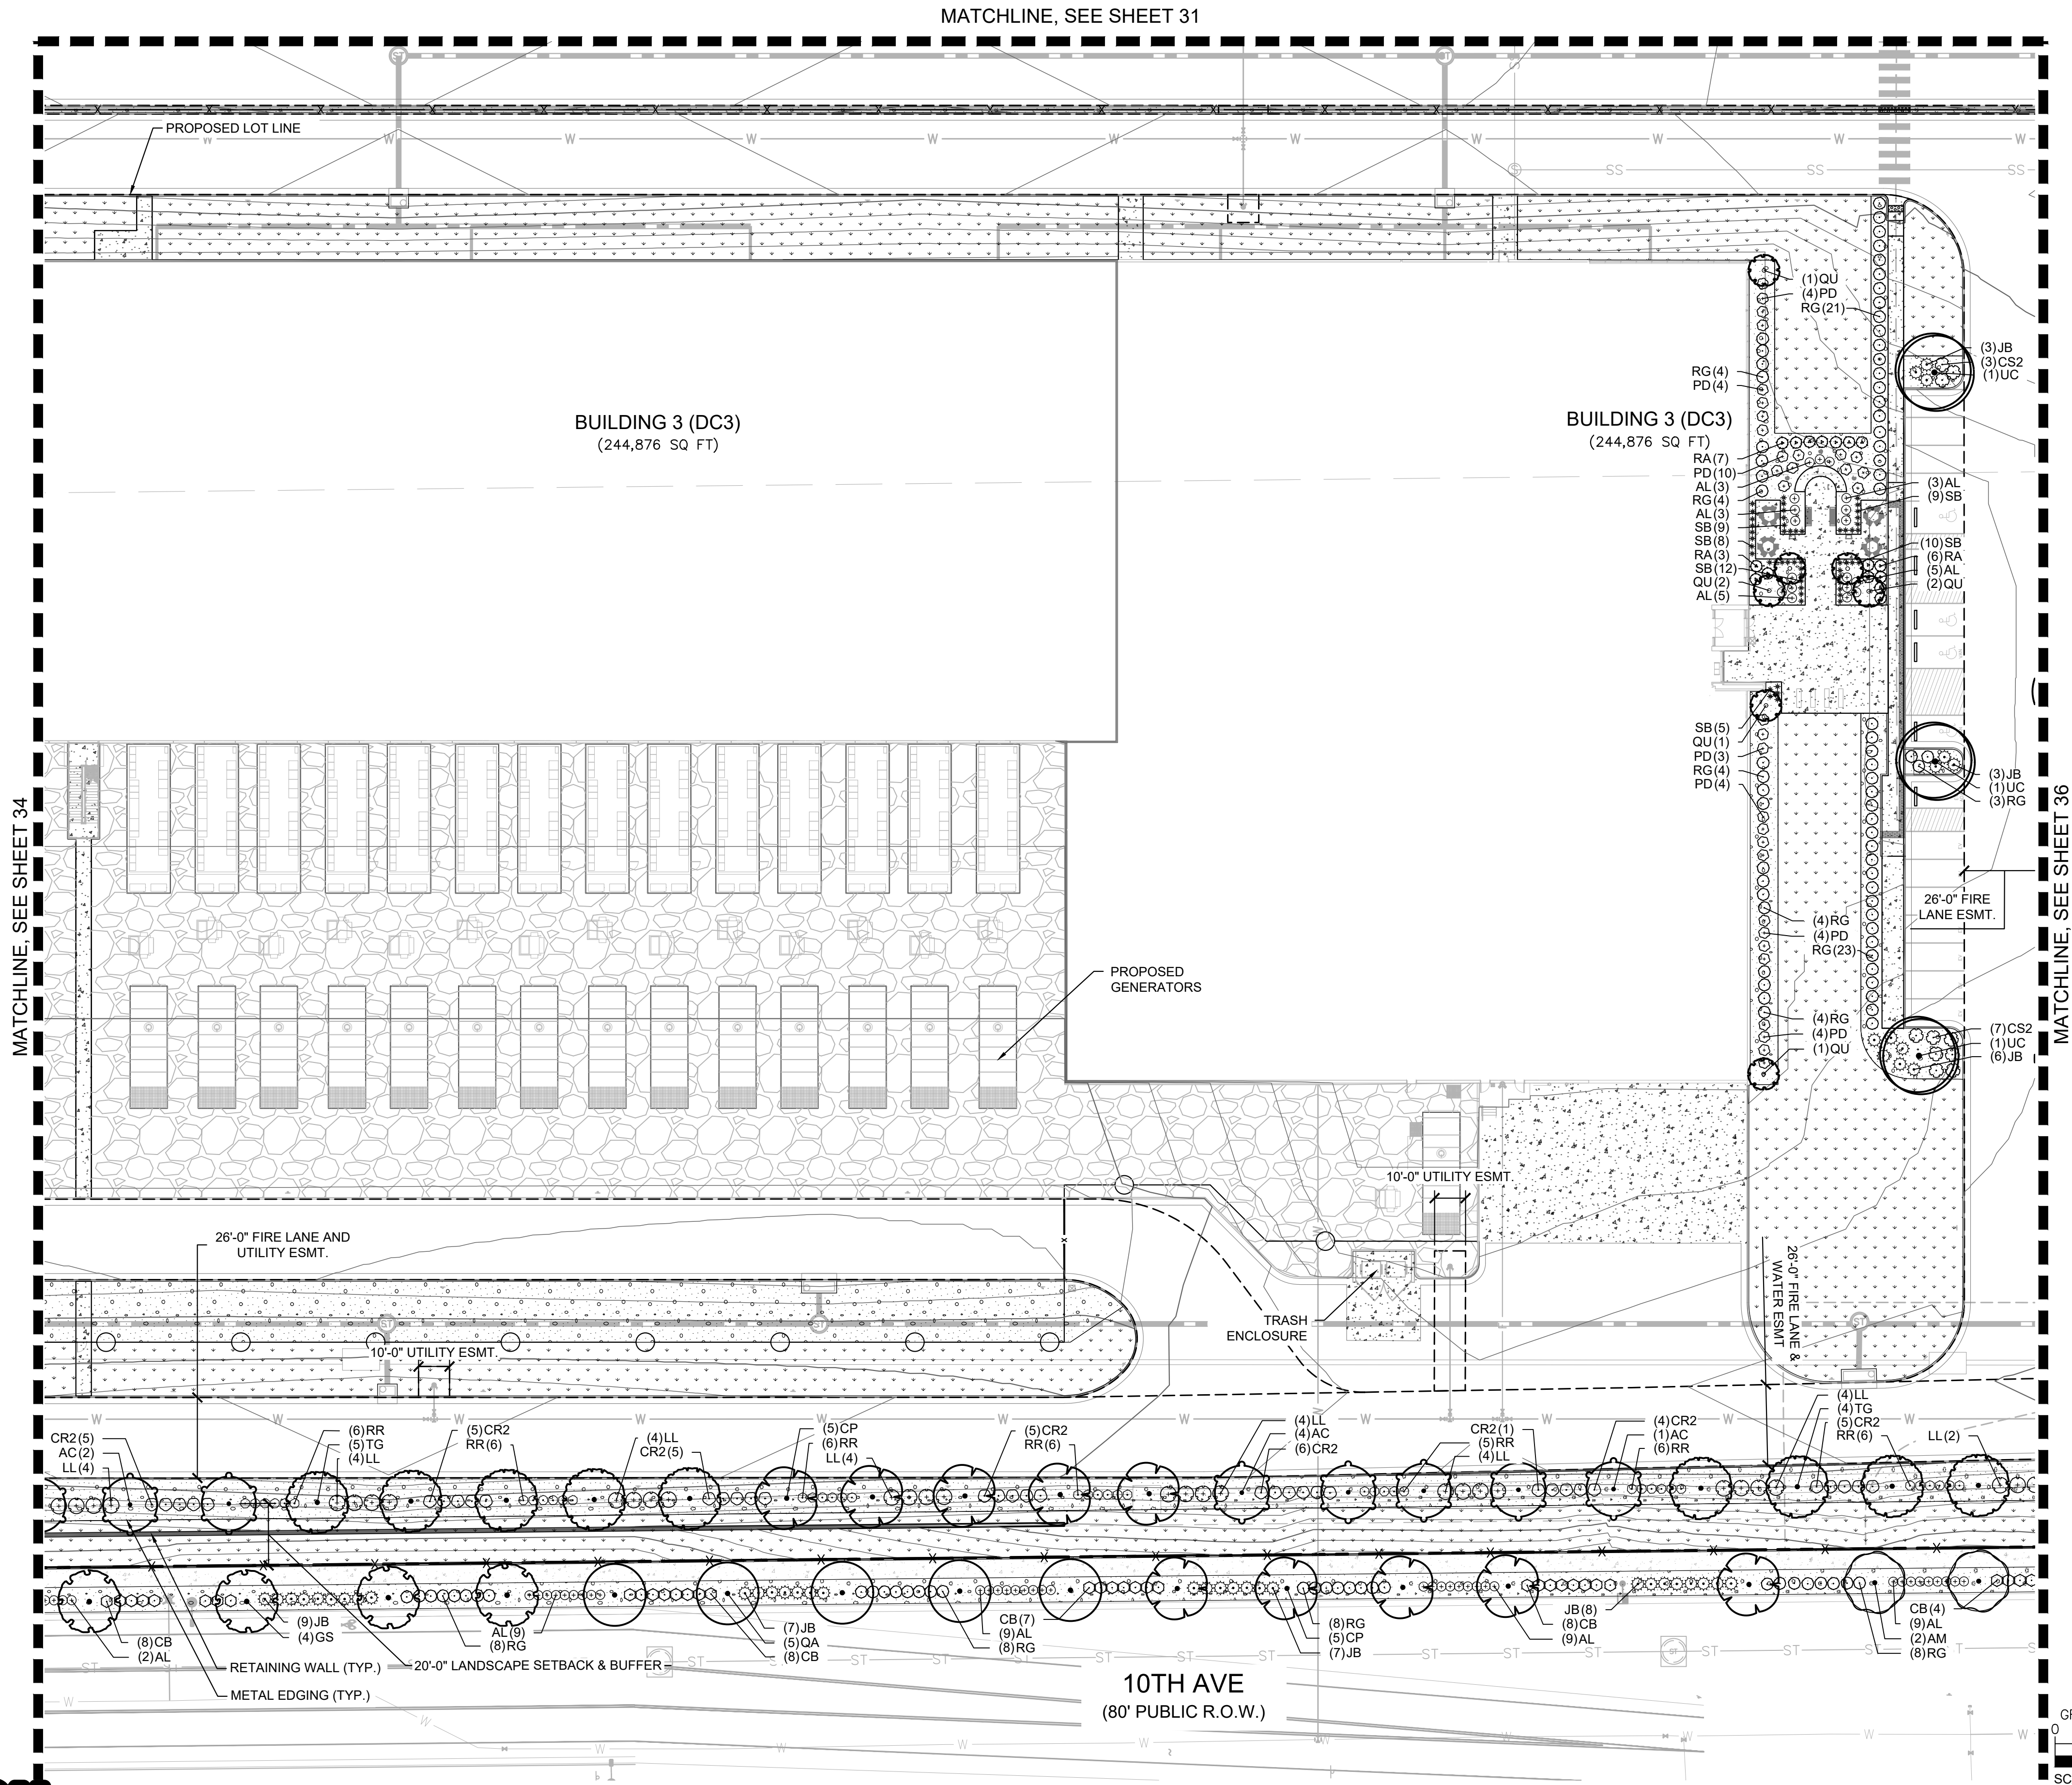 MATCHLINE, SEE SHEET 31
ST
ST
PROPOSED LOT LINE
W W W W W W W W W W
S SS SS SS
(1)QU
(4)PD
RG(21)
(3)JB
(3)CS2
(1)UC
RG(4)
PD(4)
BUILDING 3 (DC3)
(244,876 SQ FT)
BUILDING 3 (DC3)
(244,876 SQ FT)
RA(7)
PD(10)
AL(3)
RG(4)
AL(3)
SB(9)
SB(8)
RA(3)
SB(12)
QU(2)
AL(5)
(3)AL
(9)SB
(10)SB
(6)RA
(5)AL
(2)QU
SB(5)
QU(1)
PD(3)
RG(4)
PD(4)
(3)JB
(1)UC
(3)RG
MATCHLINE, SEE SHEET 34
MATCHLINE, SEE SHEET 36
26'-0" FIRE
LANE ESMT.
(4)RG
(4)PD
RG(23)
PROPOSED
GENERATORS
(4)RG
(4)PD
(1)QU
(7)CS2
(1)UC
(6)JB
10'-0" UTILITY ESMT.
26'-0" FIRE LANE AND
UTILITY ESMT.
26'-0" FIRE LANE &
WATER ESMT
TRASH
ENCLOSURE
ST
ST
ST
10'-0" UTILITY ESMT.
W W W W W W W W W W W
CR2(5)
AC(2)
LL(4)
(6)RR
(5)TG
(4)LL
(5)CR2
RR(6)
(4)LL
CR2(5)
(5)CP
(6)RR
LL(4)
(5)CR2
RR(6)
(4)LL
(4)AC
(6)CR2
CR2(1)
(5)RR
(4)LL
(4)CR2
(1)AC
(6)RR
(4)LL
(4)TG
(5)CR2
RR(6)
LL(2)
(8)CB
(2)AL
(9)JB
(4)GS
AL(9)
(8)RG
(7)JB
(5)QA
(8)CB
CB(7)
(9)AL
(8)RG
(8)RG
(5)CP
(7)JB
JB(8)
(8)CB
(9)AL
CB(4)
(9)AL
(2)AM
(8)RG
RETAINING WALL (TYP.)
20'-0" LANDSCAPE SETBACK & BUFFER
METAL EDGING (TYP.)
10TH AVE
(80' PUBLIC R.O.W.)
0